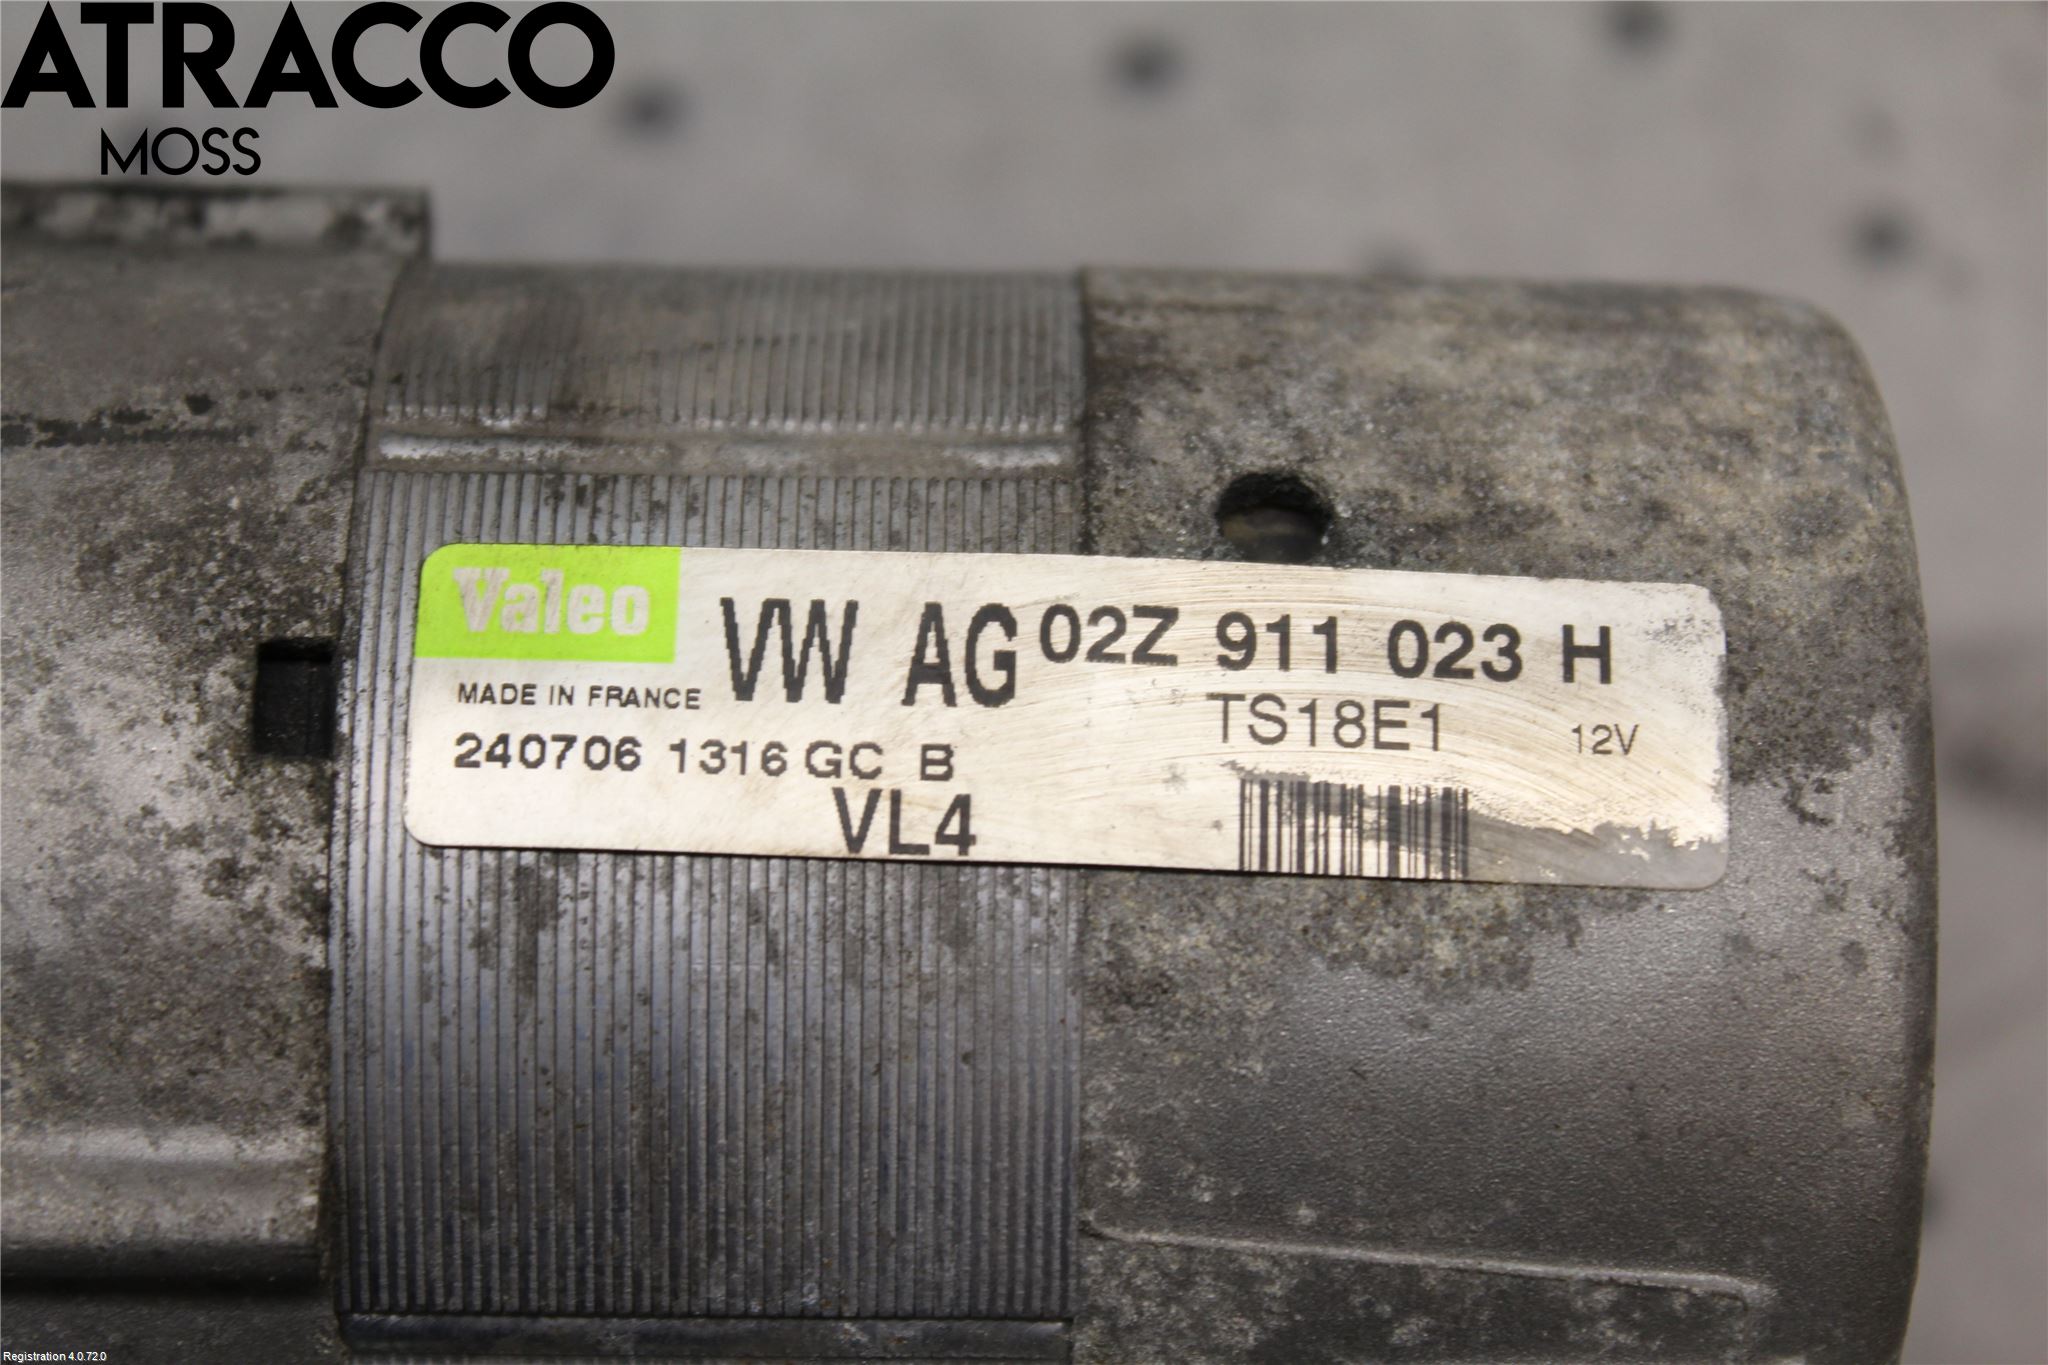 ATRACCO
MOSS
Valeo
VW AG 02Z 911 023 H
MADE IN FRANCE
TS18E1 12V
240706 1316 GC B
VL4
Registration 4.0.72.0